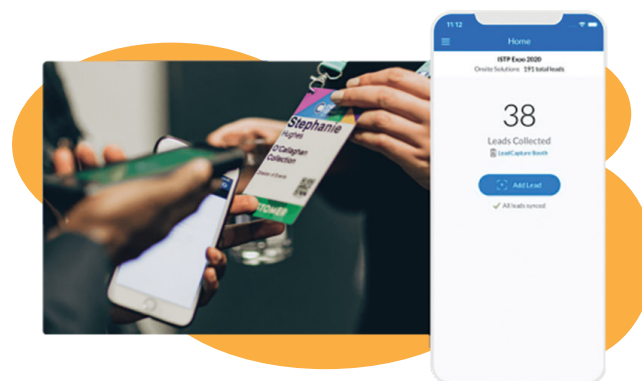 Stephanie
Hughes
O'Callaghan
Collection
STOMER
11:12
Home
ISTP Expo 2020
Onsite Solutions 191 total leads
38
Leads Collected
LeadCapture Booth
Add Lead
All leads synced